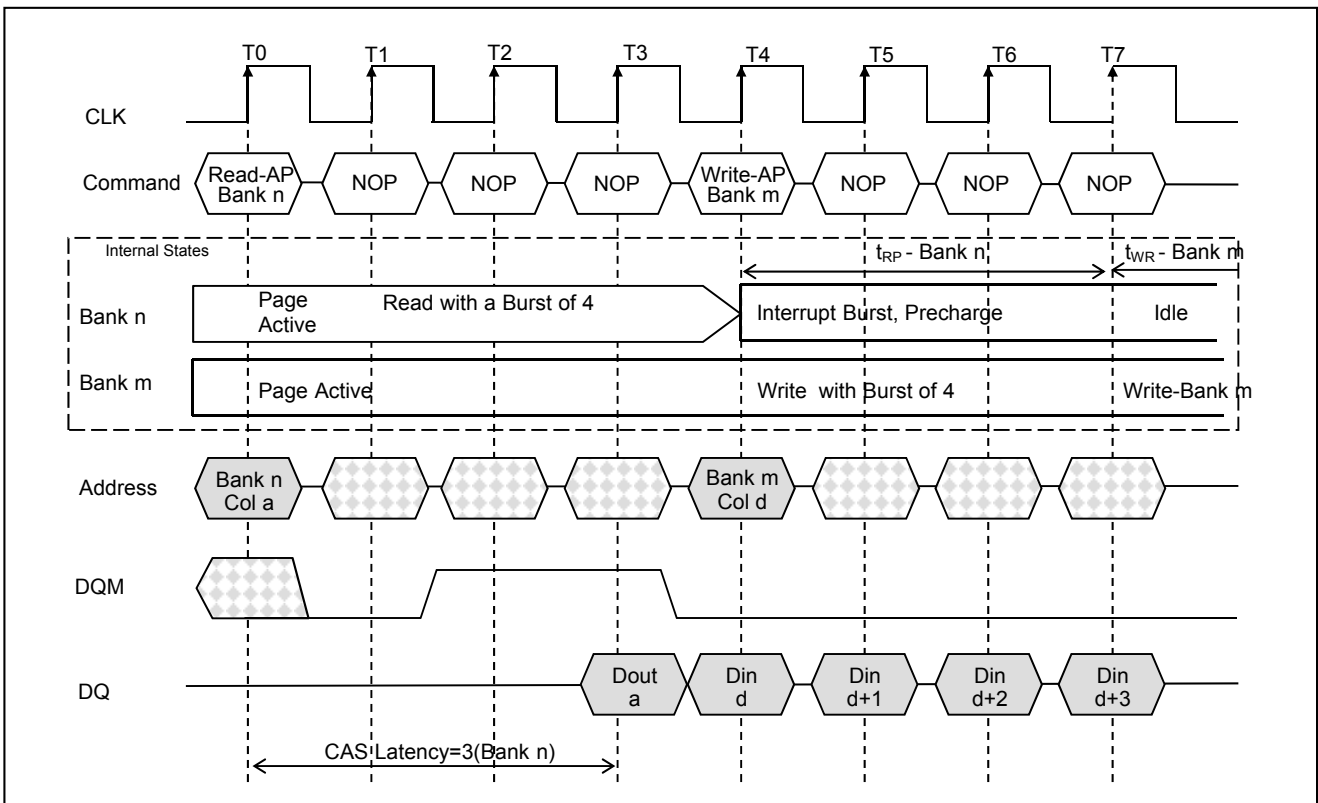 T0 T1 T2 T3 T4 T5 T6 T7
CLK
Command
Read-AP
Bank n
NOP
NOP
NOP
Write-AP
Bank m
NOP
NOP
NOP
Internal States
tRP - Bank n
tWR - Bank m
Bank n
Page
Active
Read with a Burst of 4
Interrupt Burst, Precharge
Idle
Bank m
Page Active
Write with Burst of 4
Write-Bank m
Address
Bank n
Col a
Bank m
Col d
DQM
DQ
Dout
a
Din
d
Din
d+1
Din
d+2
Din
d+3
CAS Latency=3(Bank n)